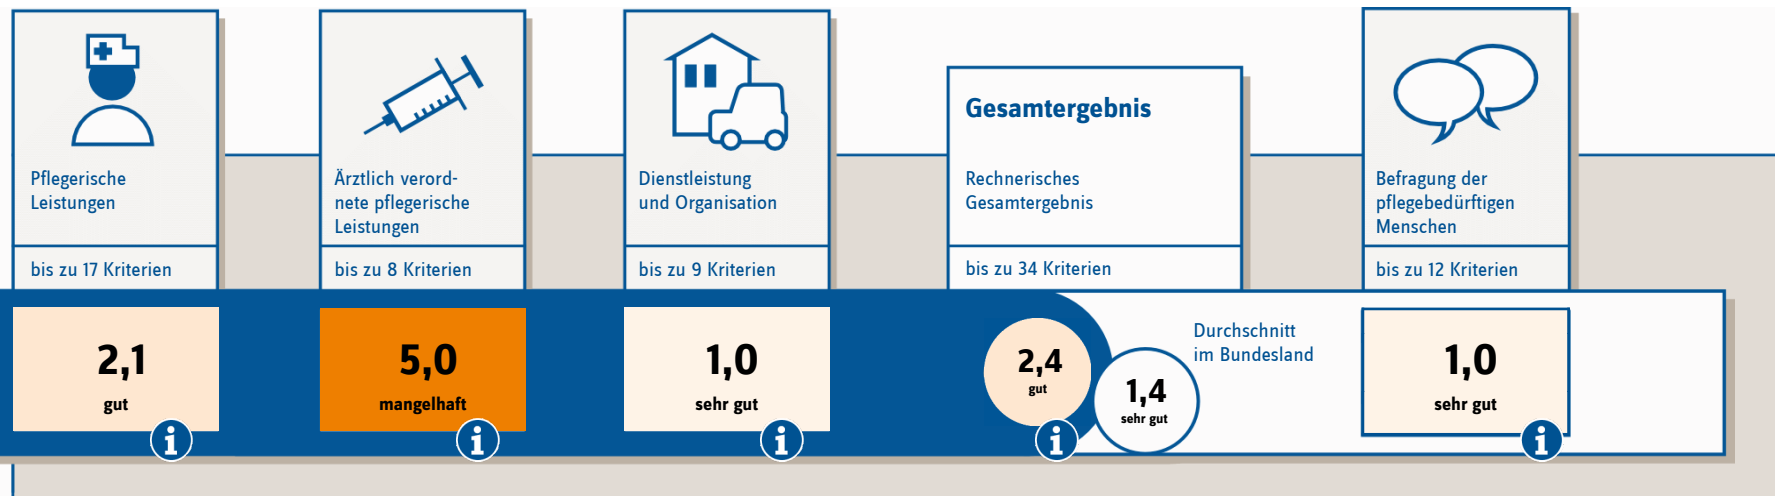 Pflegerische
Leistungen
bis zu 17 Kriterien
2,1
gut
i
Ärztlich verord-
nete pflegerische
Leistungen
bis zu 8 Kriterien
5,0
mangelhaft
i
Dienstleistung
und Organisation
bis zu 9 Kriterien
1,0
sehr gut
i
Gesamtergebnis
Rechnerisches
Gesamtergebnis
bis zu 34 Kriterien
2,4
gut
i
Durchschnitt
im Bundesland
1,4
sehr gut
Befragung der
pflegebedürftigen
Menschen
bis zu 12 Kriterien
1,0
sehr gut
i